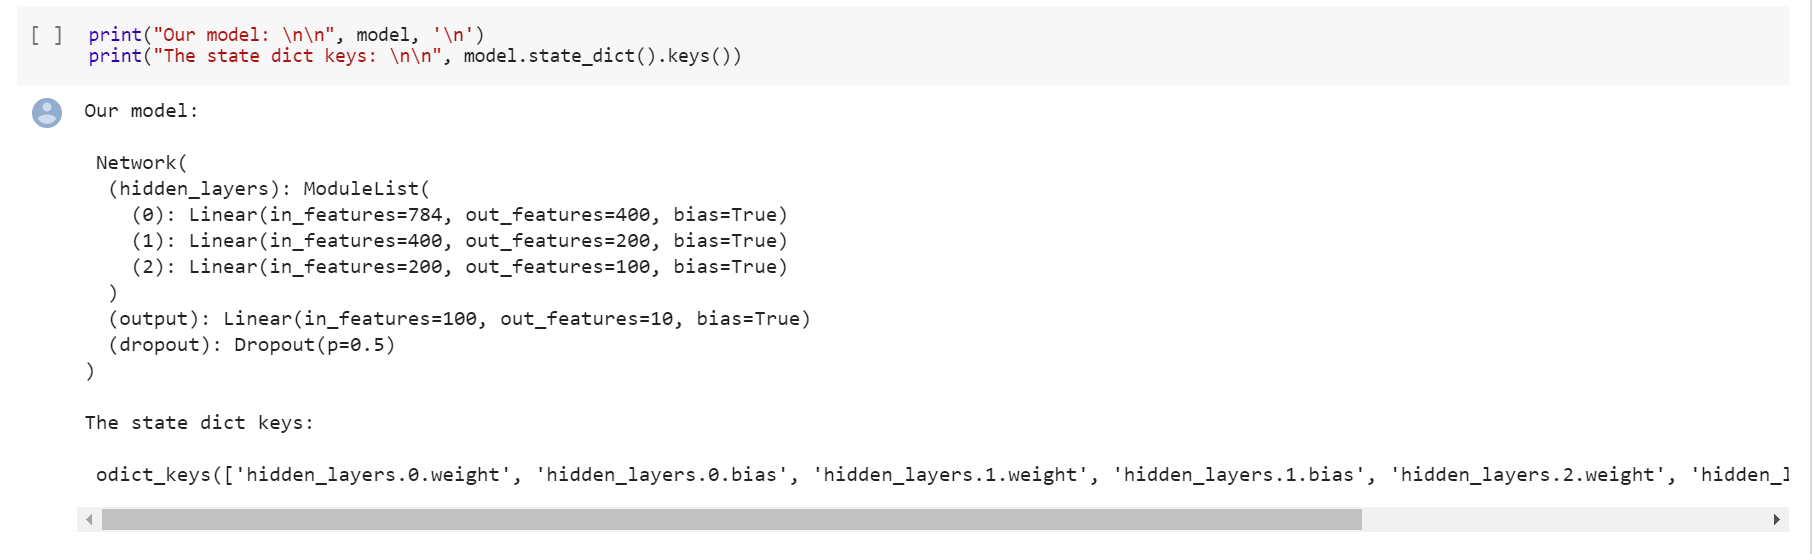 [ ] print("Our model: \n\n", model, '\n')
print("The state dict keys: \n\n", model.state_dict().keys())
Our model:
Network(
(hidden_layers): ModuleList(
(0): Linear(in_features=784, out_features=400, bias=True)
(1): Linear(in_features=400, out_features=200, bias=True)
(2): Linear(in_features=200, out_features=100, bias=True)
)
(output): Linear(in_features=100, out_features=10, bias=True)
(dropout): Dropout(p=0.5)
)
The state dict keys:
odict_keys(['hidden_layers.0.weight', 'hidden_layers.0.bias', 'hidden_layers.1.weight', 'hidden_layers.1.bias', 'hidden_layers.2.weight', 'hidden_l